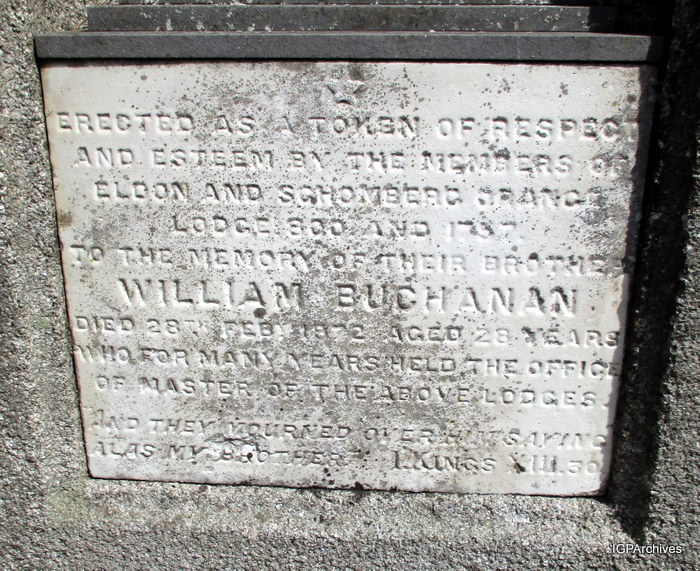 ERECTED AS A TOKEN OF RESPECT
AND ESTEEM BY THE MEMBERS OF
ELDON AND SCHOMBERG ORANGE
LODGE AND
TO THE MEMORY OF THEIR BROTHER
WILLIAM BUCHANAN
DIED 28TH FEBY 1872 AGED 28 YEARS
WHO FOR MANY YEARS HELD THE OFFICE
OF MASTER OF THE ABOVE LODGES.
"AND THEY MOURNED OVER HIM SAYING
ALAS MY BROTHER" I.KINGS XIII.30
IGPArchives